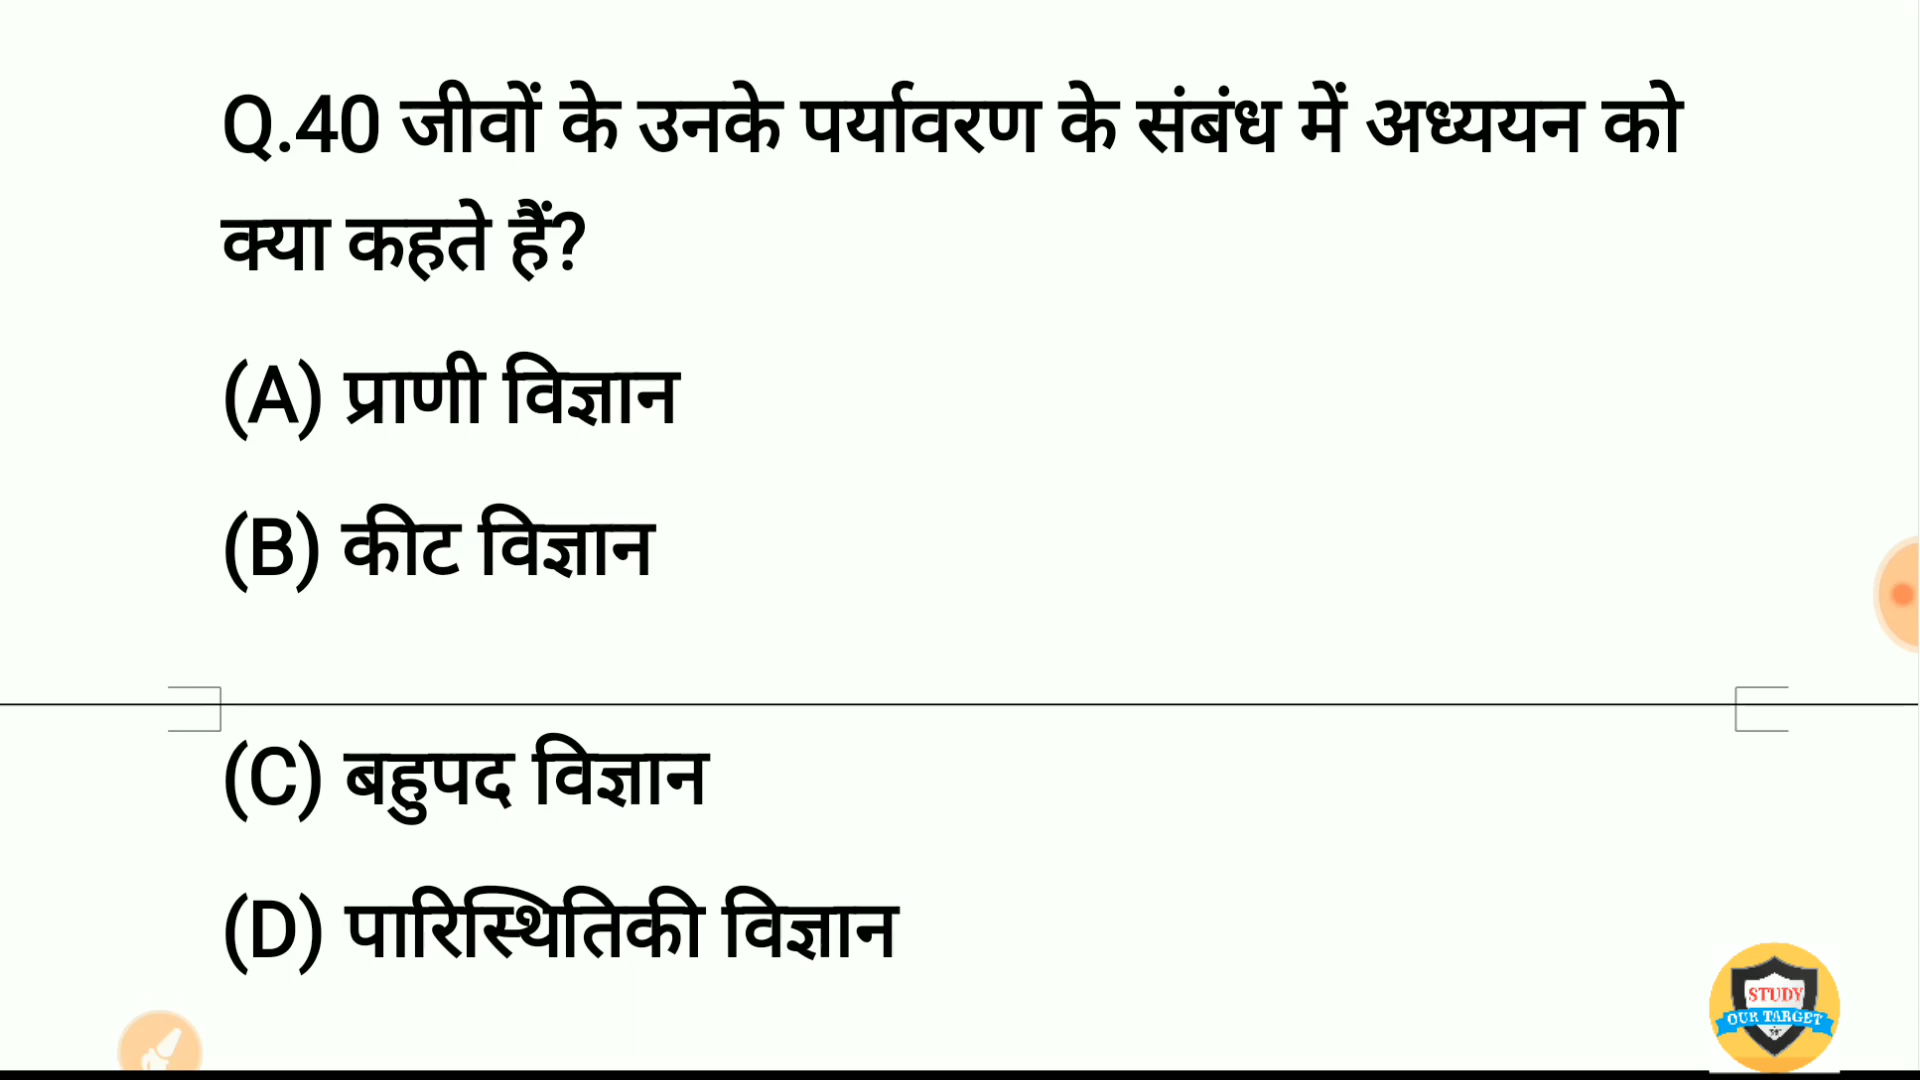 Q.40 जीवों के उनके पर्यावरण के संबंध में अध्ययन को
क्या कहते हैं?
(A) प्राणी विज्ञान
(B) कीट विज्ञान
(C) बहुपद विज्ञान
(D) पारिस्थितिकी विज्ञान
STUDY
OUR TARGET